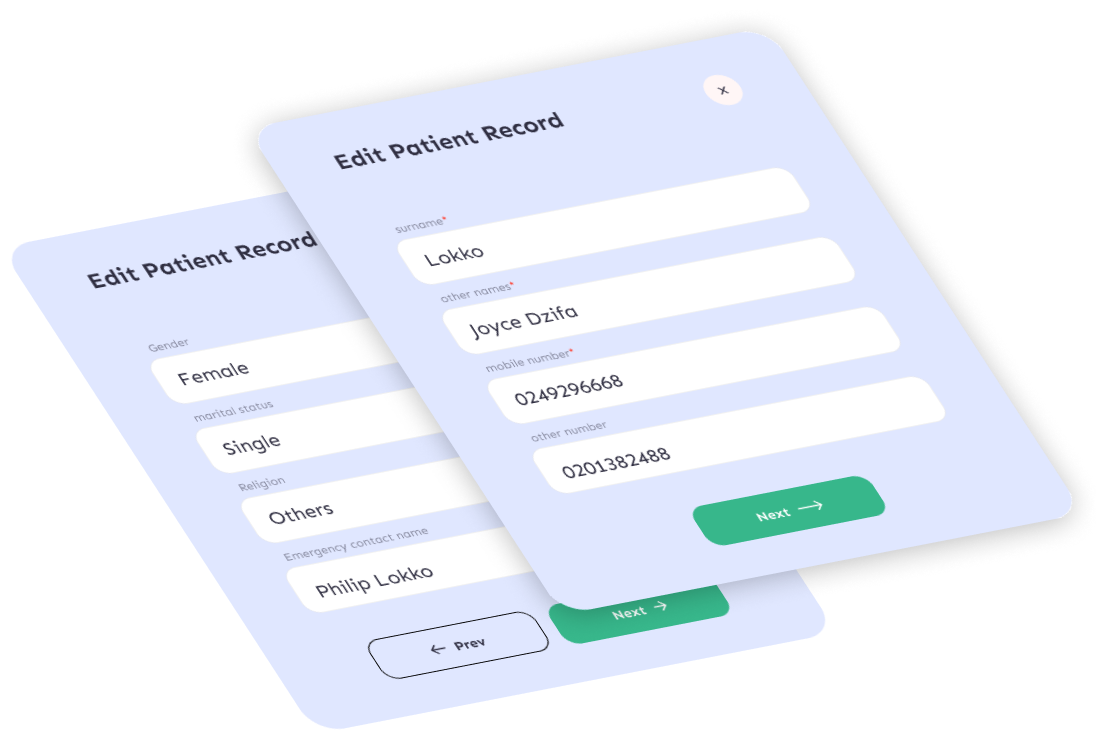 Edit Patient Record
x
surname*
Lokko
other names*
Joyce Dzifa
mobile number*
0249296668
other number
0201382488
Next →
Edit Patient Record
Gender
Female
marital status
Single
Religion
Others
Emergency contact name
Philip Lokko
← Prev
Next →